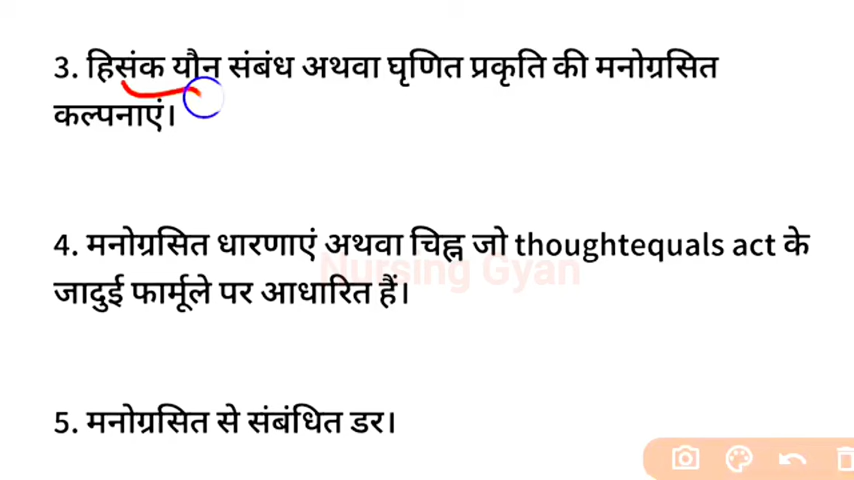 3. हिसंक यौन संबंध अथवा घृणित प्रकृति की मनोग्रसित
कल्पनाएं।
4. मनोग्रसित धारणाएं अथवा चिह्न जो thoughtequals act के
Nursing Gyan
जादुई फार्मूले पर आधारित हैं।
5. मनोग्रसित से संबंधित डर।